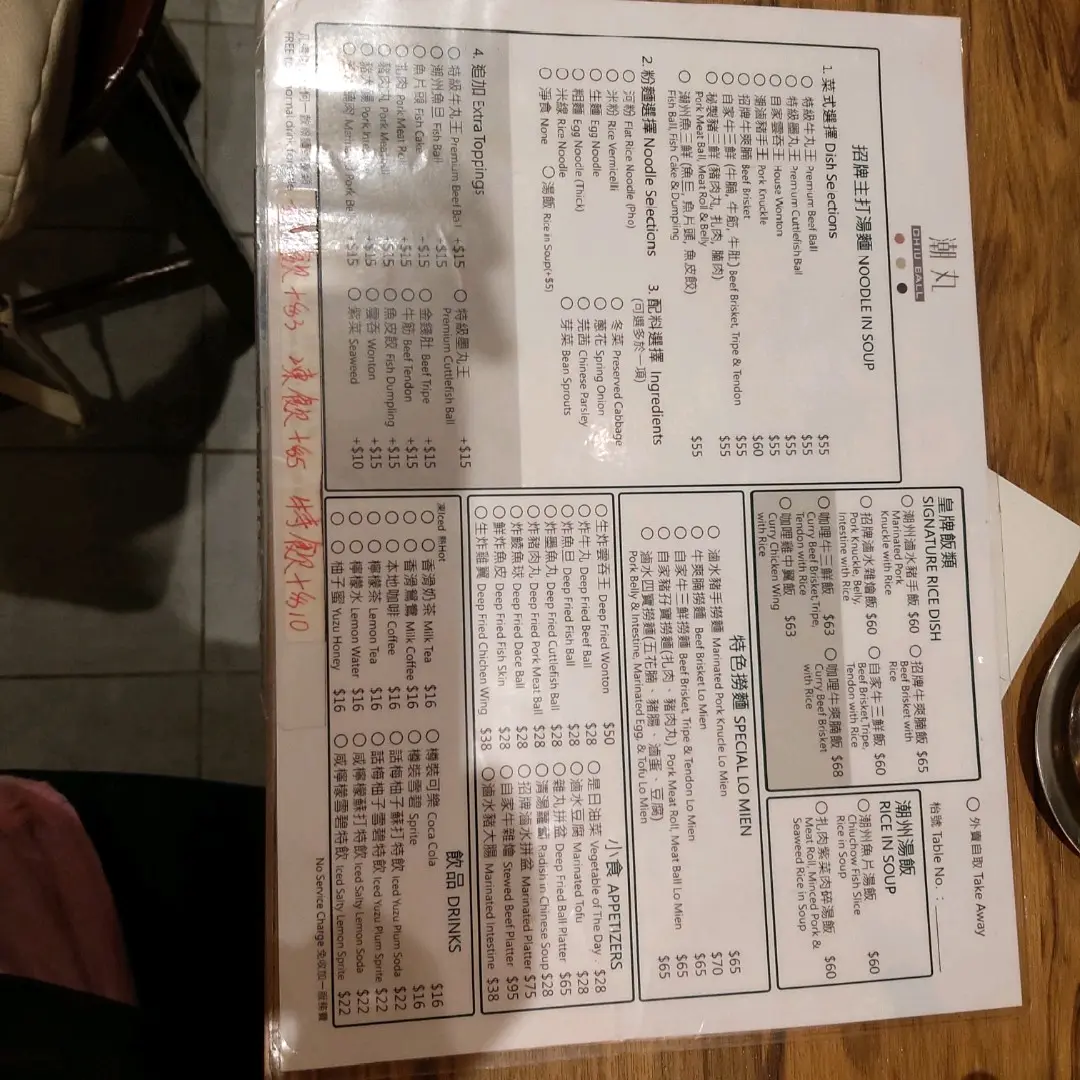 潮丸
CHIU BALL
招牌主打湯麵 NOODLE IN SOUP
1. 菜式選擇 Dish Selections
○ 特級牛丸王 Premium Beef Ball $55
○ 特級墨丸王 Premium Cuttlefish Ball $55
○ 自家雲吞王 House Wonton $55
○ 滷滷豬手王 Pork Knuckle $60
○ 招牌牛爽腩 Beef Brisket $55
○ 自家牛三鮮 (牛腩, 牛筋, 牛肚) Beef Brisket, Tripe & Tendon $55
○ 秘製豬三鮮 (豬肉丸, 扎肉, 腩肉)
Pork Meat Ball, Meat Roll & Belly
○ 潮州魚三鮮 (魚旦, 魚片頭, 魚皮餃) $55
Fish Ball, Fish Cake & Dumpling
2. 粉麵選擇 Noodle Selections
○ 河粉 Flat Rice Noodle (Pho)
○ 米粉 Rice Vermicelli
○ 生麵 Egg Noodle
○ 粗麵 Egg Noodle (Thick)
○ 米線 Rice Noodle
○ 淨食 None
○ 湯飯 Rice in Soup(+$5)
3. 配料選擇 Ingredients
(可選多於一項)
○ 冬菜 Preserved Cabbage
○ 蔥花 Spring Onion
○ 芫茜 Chinese Parsley
○ 芽菜 Bean Sprouts
4. 追加 Extra Toppings
○ 特級牛丸王 Premium Beef Ball +$15
○ 潮州魚旦 Fish Ball +$15
○ 魚片頭 Fish Cake +$15
○ 扎肉 Pork Meat Roll +$15
○ 豬肉丸 Pork Meatball +$15
+$15
+$15
○ 特級墨丸王
Premium Cuttlefish Ball +$15
○ 金錢肚 Beef Tripe +$15
○ 牛筋 Beef Tendon +$15
○ 魚皮餃 Fish Dumpling +$15
○ 雲吞 Wonton +$15
○ 紫菜 Seaweed +$10
凍飲 +$5 特飲 +$10
皇牌飯類
SIGNATURE RICE DISH
○ 潮州滷水豬手飯 $60
Marinated Pork
Knuckle with Rice
○ 招牌牛爽腩飯 $65
Beef Brisket with
Rice
○ 招牌滷水雜燴飯 $60
Pork Knuckle, Belly,
Intestine with Rice
○ 自家牛三鮮飯 $60
Beef Brisket, Tripe,
Tendon with Rice
○ 咖哩牛三鮮飯 $63
Curry Beef Brisket, Tripe,
Tendon with Rice
○ 咖哩牛爽腩飯 $68
Curry Beef Brisket
with Rice
○ 咖哩雞中翼飯 $63
Curry Chicken Wing
with Rice
○ 外賣自取 Take Away
枱號 Table No. :
潮州湯飯
RICE IN SOUP
○ 潮州魚片湯飯 $60
Chiuchow Fish Slice
Rice in Soup
○ 扎肉紫菜肉碎湯飯 $60
Meat Roll, Minced Pork &
Seaweed Rice in Soup
特色撈麵 SPECIAL LO MIEN
○ 滷水豬手撈麵 Marinated Pork Knucle Lo Mien $65
○ 牛爽腩撈麵 Beef Brisket Lo Mien $70
○ 自家牛三鮮撈麵 Beef Brisket, Tripe & Tendon Lo Mien $65
○ 自家豬孖寶撈麵(扎肉、豬肉丸) Pork Meat Roll, Meat Ball Lo Mien $65
○ 滷水四寶撈麵(五花腩、豬腸、滷蛋、豆腐) $65
Pork Belly & Intestine, Marinated Egg, & Tofu Lo Mien
小食 APPETIZERS
○ 生炸雲吞王 Deep Fried Wonton $50
○ 炸牛丸 Deep Fried Beef Ball $28
○ 炸魚旦 Deep Fried Fish Ball $28
○ 炸墨魚丸 Deep Fried Cuttlefish Ball $28
○ 炸豬肉丸 Deep Fried Pork Meat Ball $28
○ 炸鯪魚球 Deep Fried Dace Ball $28
○ 鮮炸魚皮 Deep Fried Fish Skin $28
○ 生炸雞翼 Deep Fried Chichen Wing $38
○ 是日油菜 Vegetable of The Day $28
○ 滷水豆腐 Marinated Tofu $28
○ 雜丸拼盆 Deep Fried Ball Platter $65
○ 清湯蘿蔔 Radish in Chinese Soup $28
○ 招牌滷水拼盆 Marinated Platter $75
○ 自家牛雜燴 Stewed Beef Platter $95
○ 滷水豬大腸 Marinated Intestine $38
飲品 DRINKS
凍Iced 熱Hot
○ ○ 香滑奶茶 Milk Tea $16
○ ○ 香滑鴛鴦 Milk Coffee $16
○ ○ 本地咖啡 Coffee $16
○ ○ 檸檬茶 Lemon Tea $16
○ ○ 檸檬水 Lemon Water $16
○ ○ 柚子蜜 Yuzu Honey $16
○ 樽裝可樂 Coca Cola $16
○ 樽裝雪碧 Sprite $16
○ 話梅柚子蘇打特飲 Iced Yuzu Plum Soda $22
○ 話梅柚子雪碧特飲 Iced Yuzu Plum Sprite $22
○ 咸檸檬蘇打特飲 Iced Salty Lemon Soda $22
○ 咸檸檬雪碧特飲 Iced Salty Lemon Sprite $22
No Service Charge 免收加一服務費